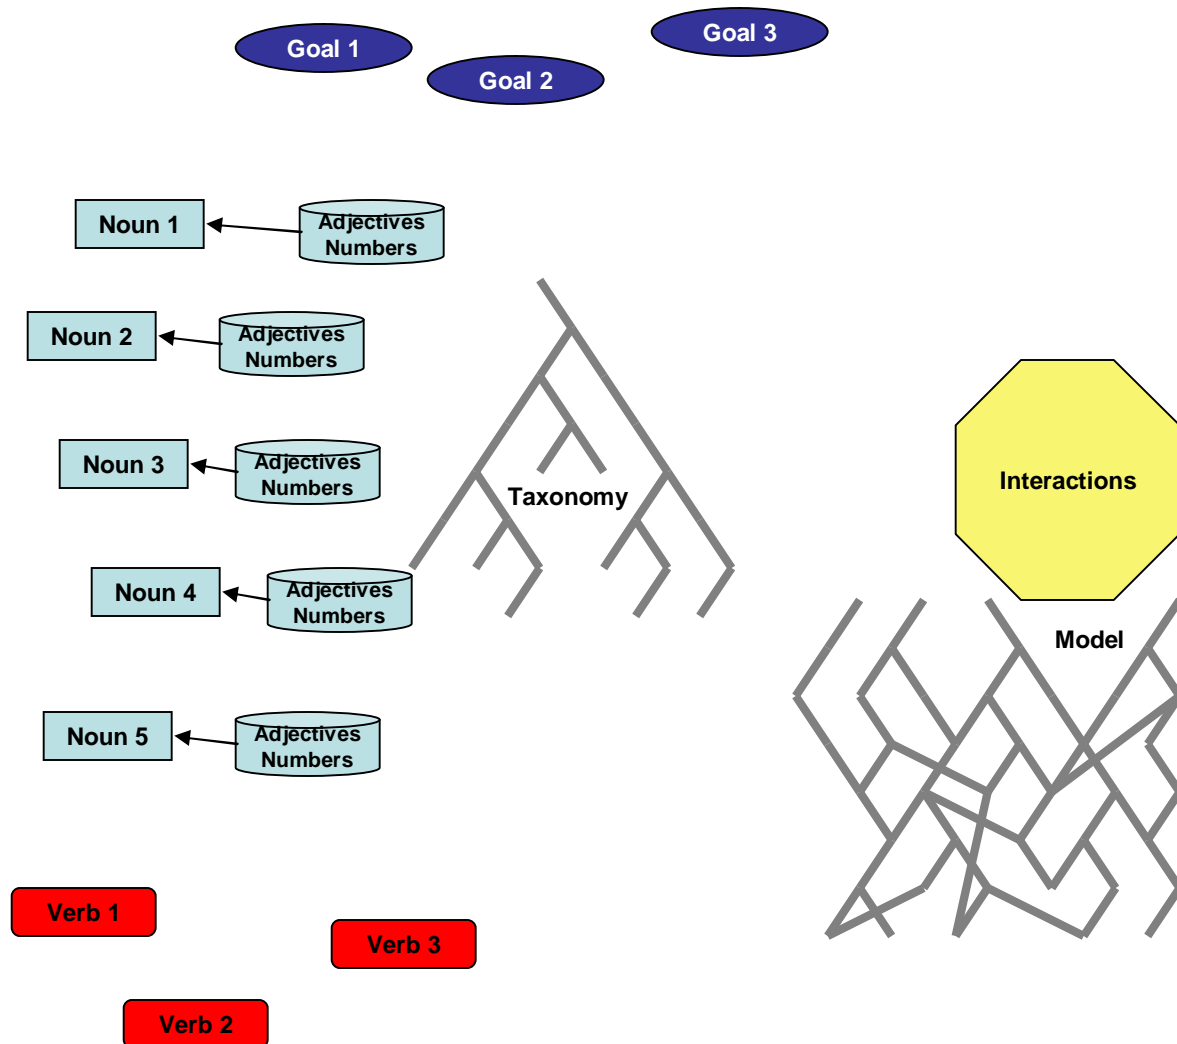 Goal 1
Goal 2
Goal 3
Noun 1
Adjectives
Numbers
Noun 2
Adjectives
Numbers
Noun 3
Adjectives
Numbers
Taxonomy
Interactions
Noun 4
Adjectives
Numbers
Model
Noun 5
Adjectives
Numbers
Verb 1
Verb 3
Verb 2